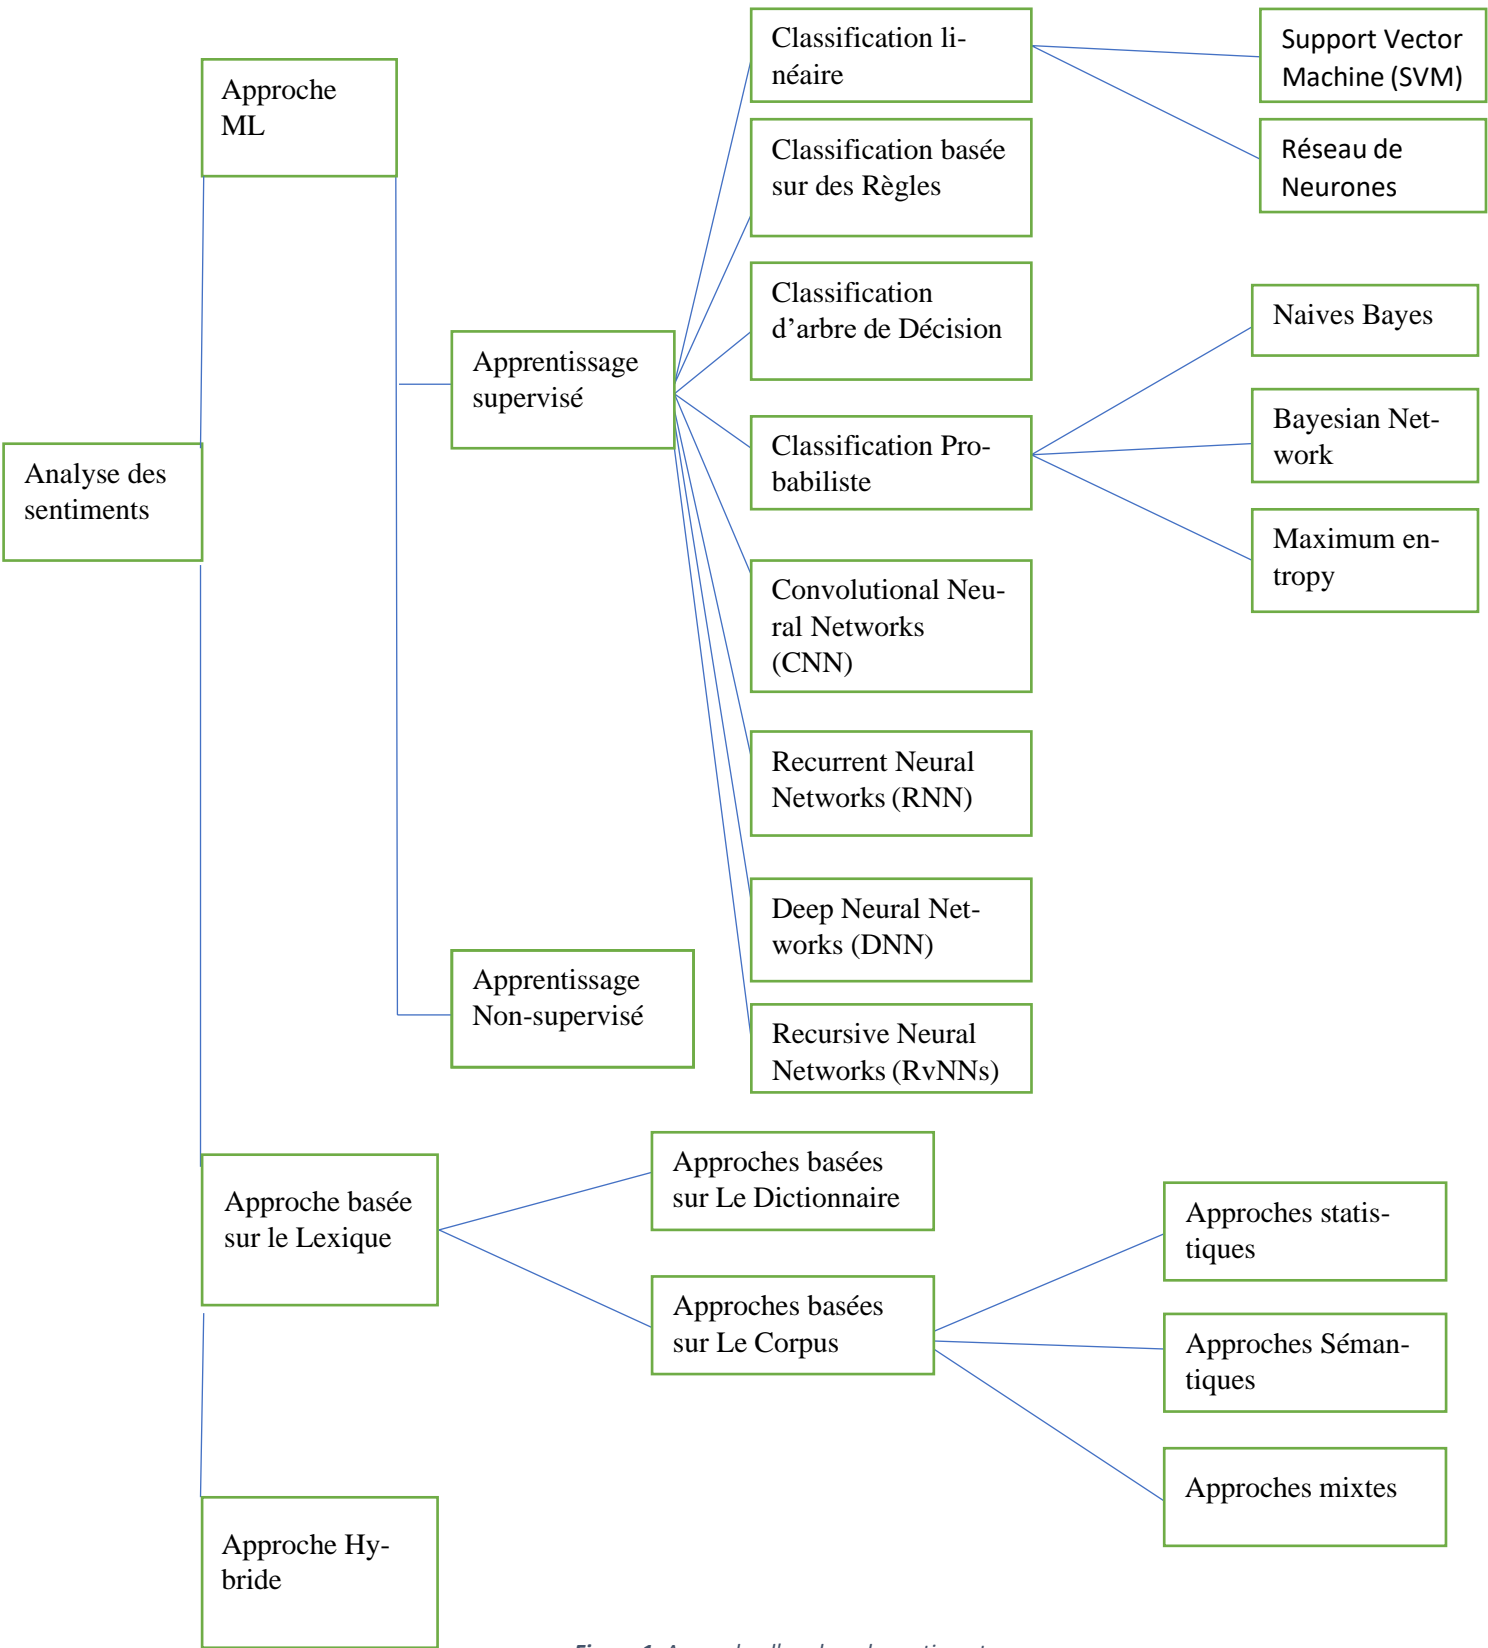 Analyse des
sentiments
Approche
ML
Apprentissage
supervisé
Classification li-
néaire
Support Vector
Machine (SVM)
Réseau de
Neurones
Classification basée
sur des Règles
Classification
d’arbre de Décision
Classification Pro-
babiliste
Naives Bayes
Bayesian Net-
work
Maximum en-
tropy
Convolutional Neu-
ral Networks
(CNN)
Recurrent Neural
Networks (RNN)
Deep Neural Net-
works (DNN)
Recursive Neural
Networks (RvNNs)
Apprentissage
Non-supervisé
Approche basée
sur le Lexique
Approches basées
sur Le Dictionnaire
Approches basées
sur Le Corpus
Approches statis-
tiques
Approches Séman-
tiques
Approches mixtes
Approche Hy-
bride